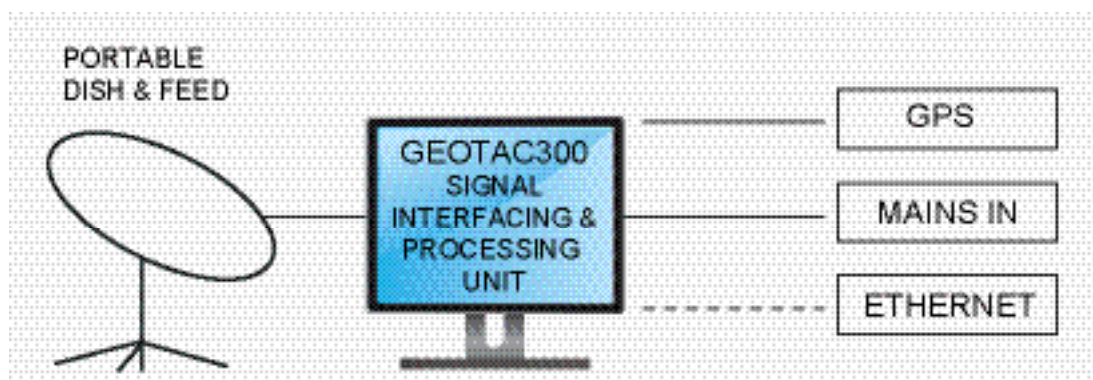 PORTABLE
DISH & FEED
GEOTAC300
SIGNAL
INTERFACING &
PROCESSING
UNIT
GPS
MAINS IN
ETHERNET